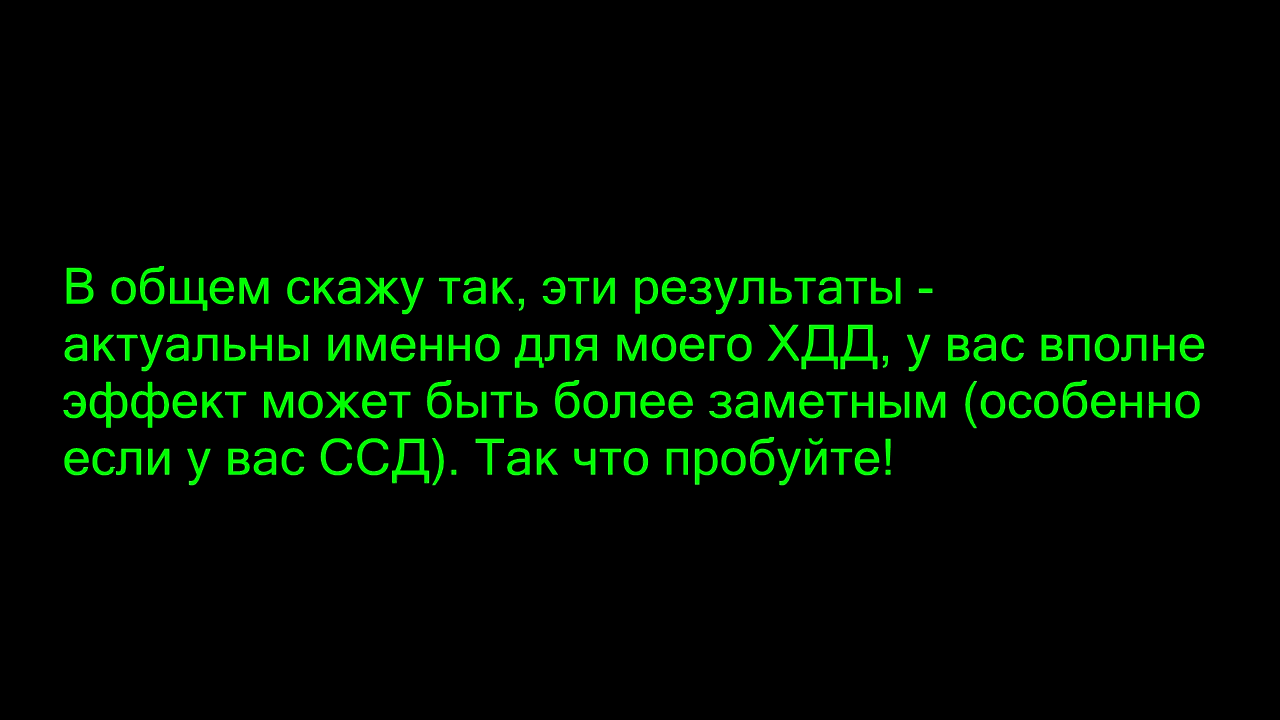 В общем скажу так, эти результаты -
актуальны именно для моего ХДД, у вас вполне
эффект может быть более заметным (особенно
если у вас ССД). Так что пробуйте!